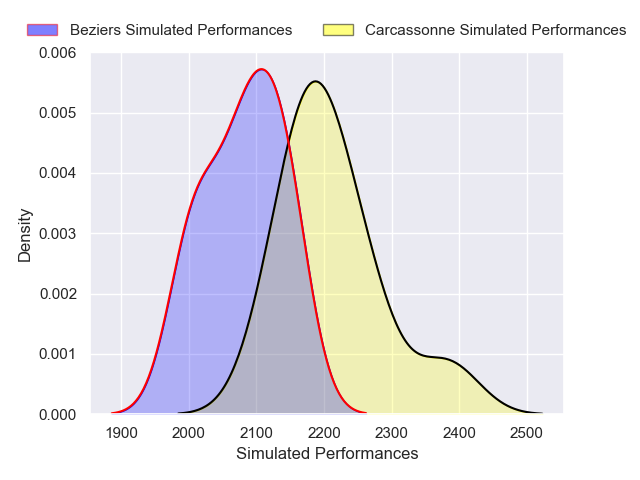 Beziers Simulated Performances Carcassonne Simulated Performances
0.006
0.005
0.004
0.003
0.002
0.001
0.000
Density
1900 2000 2100 2200 2300 2400 2500
Simulated Performances